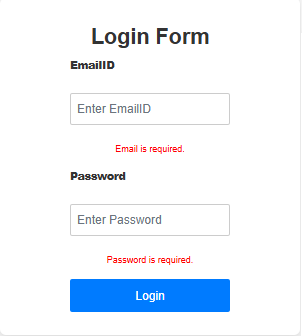 Login Form
EmailID
Enter EmailID
Email is required.
Password
Enter Password
Password is required.
Login